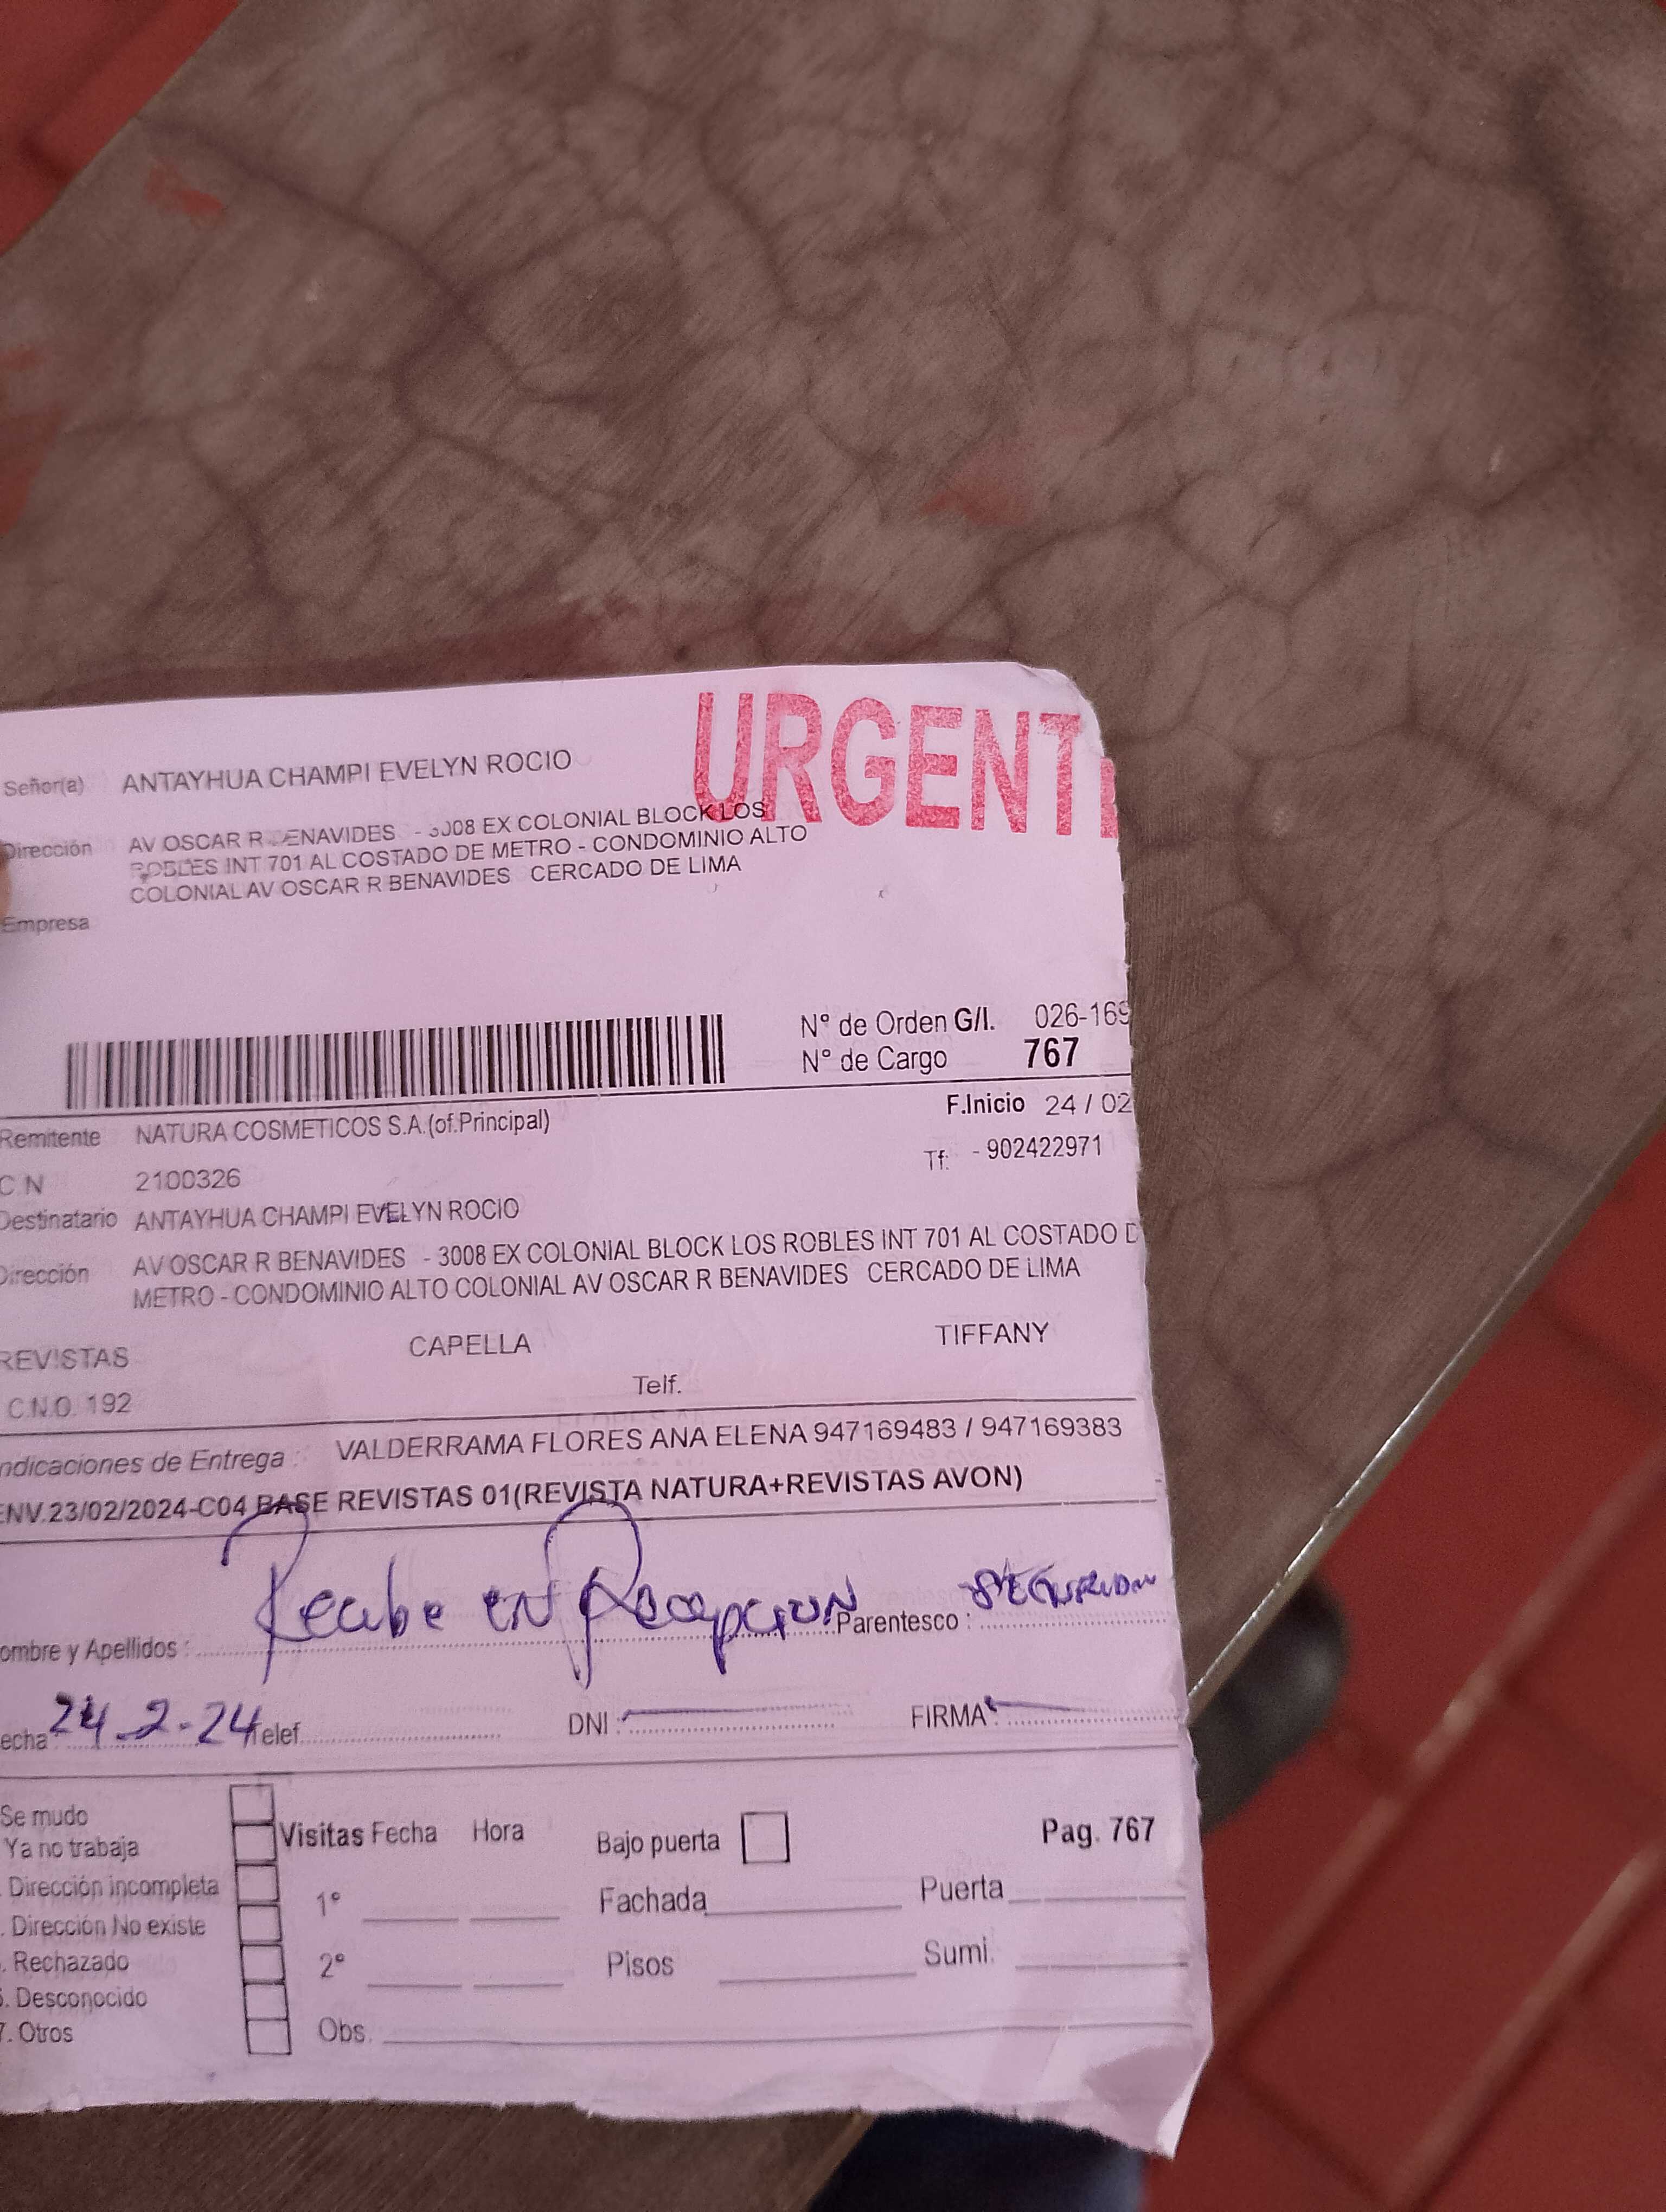 URGENT
Señor(a) ANTAYHUA CHAMPI EVELYN ROCIO
Dirección AV OSCAR R BENAVIDES - 3008 EX COLONIAL BLOCK LOS
ROBLES INT 701 AL COSTADO DE METRO - CONDOMINIO ALTO
COLONIAL AV OSCAR R BENAVIDES CERCADO DE LIMA
Empresa
N° de Orden G/I. 026-169
N° de Cargo 767
F.Inicio 24 / 02
Remitente NATURA COSMETICOS S.A.(of.Principal)
Tf: - 902422971
C N 2100326
Destinatario ANTAYHUA CHAMPI EVELYN ROCIO
Dirección AV OSCAR R BENAVIDES - 3008 EX COLONIAL BLOCK LOS ROBLES INT 701 AL COSTADO D
METRO - CONDOMINIO ALTO COLONIAL AV OSCAR R BENAVIDES CERCADO DE LIMA
REVISTAS CAPELLA TIFFANY
C.N.O. 192 Telf.
ndicaciones de Entrega : VALDERRAMA FLORES ANA ELENA 947169483 / 947169383
ENV.23/02/2024-C04 BASE REVISTAS 01(REVISTA NATURA+REVISTAS AVON)
ombre y Apellidos : Recibe en Recepcion Parentesco :
echa 24-2-24 Telef. DNI : FIRMA :
Se mudo
Ya no trabaja
. Dirección incompleta
. Dirección No existe
. Rechazado
6. Desconocido
7. Otros
Visitas Fecha Hora Bajo puerta Pag. 767
1° Fachada Puerta
2° Pisos Sumi.
Obs.